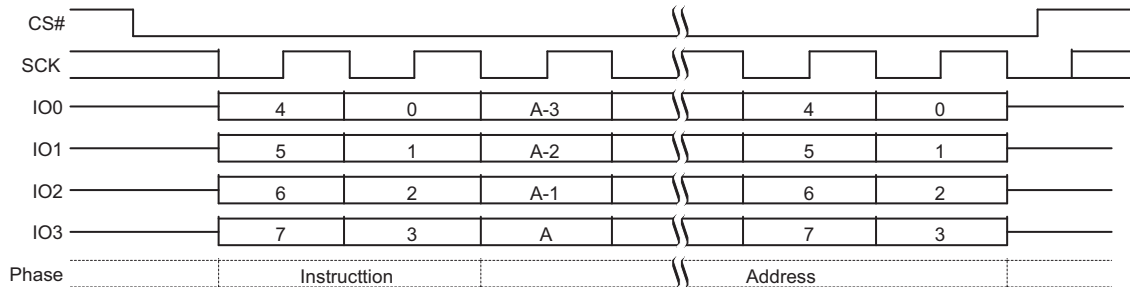 CS#
SCK
IO0 4 0 A-3 4 0
IO1 5 1 A-2 5 1
IO2 6 2 A-1 6 2
IO3 7 3 A 7 3
Phase Instructtion Address